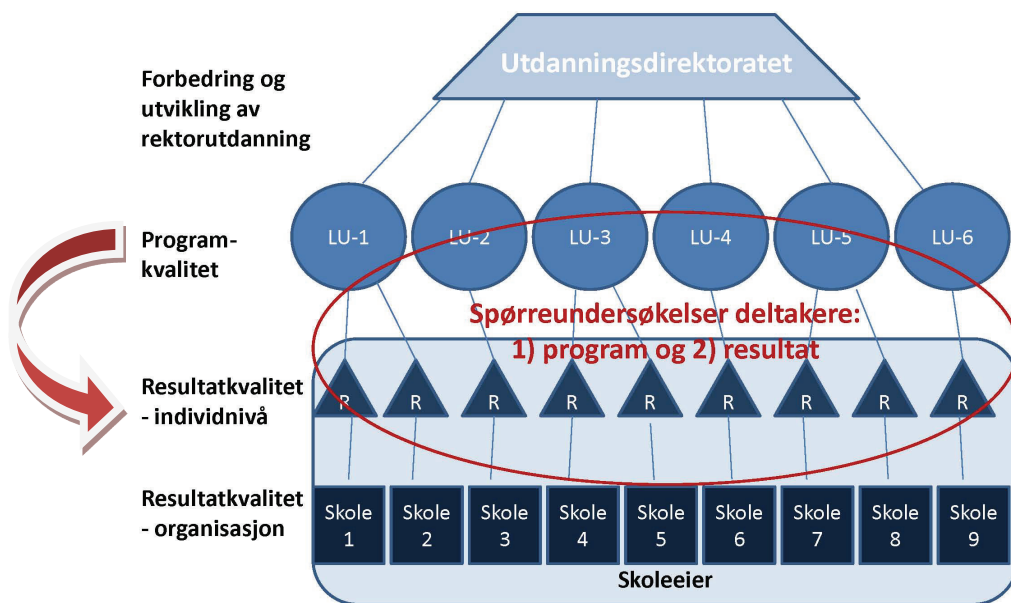 Utdanningsdirektoratet
Forbedring og
utvikling av
rektorutdanning
Program-
kvalitet
LU-1
LU-2
LU-3
LU-4
LU-5
LU-6
Spørreundersøkelser deltakere:
1) program og 2) resultat
Resultatkvalitet
- individnivå
R
R
R
R
R
R
R
R
R
Resultatkvalitet
- organisasjon
Skole
1
Skole
2
Skole
3
Skole
4
Skole
5
Skole
6
Skole
7
Skole
8
Skole
9
Skoleeier